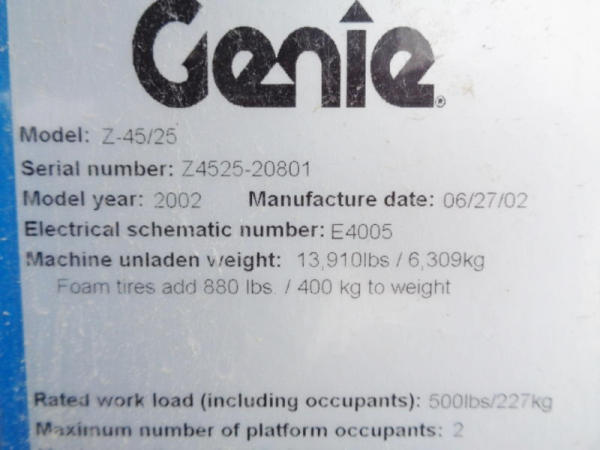 Genie®
Model: Z-45/25
Serial number: Z4525-20801
Model year: 2002 Manufacture date: 06/27/02
Electrical schematic number: E4005
Machine unladen weight: 13,910lbs / 6,309kg
Foam tires add 880 lbs. / 400 kg to weight
Rated work load (including occupants): 500lbs/227kg
Maximum number of platform occupants: 2